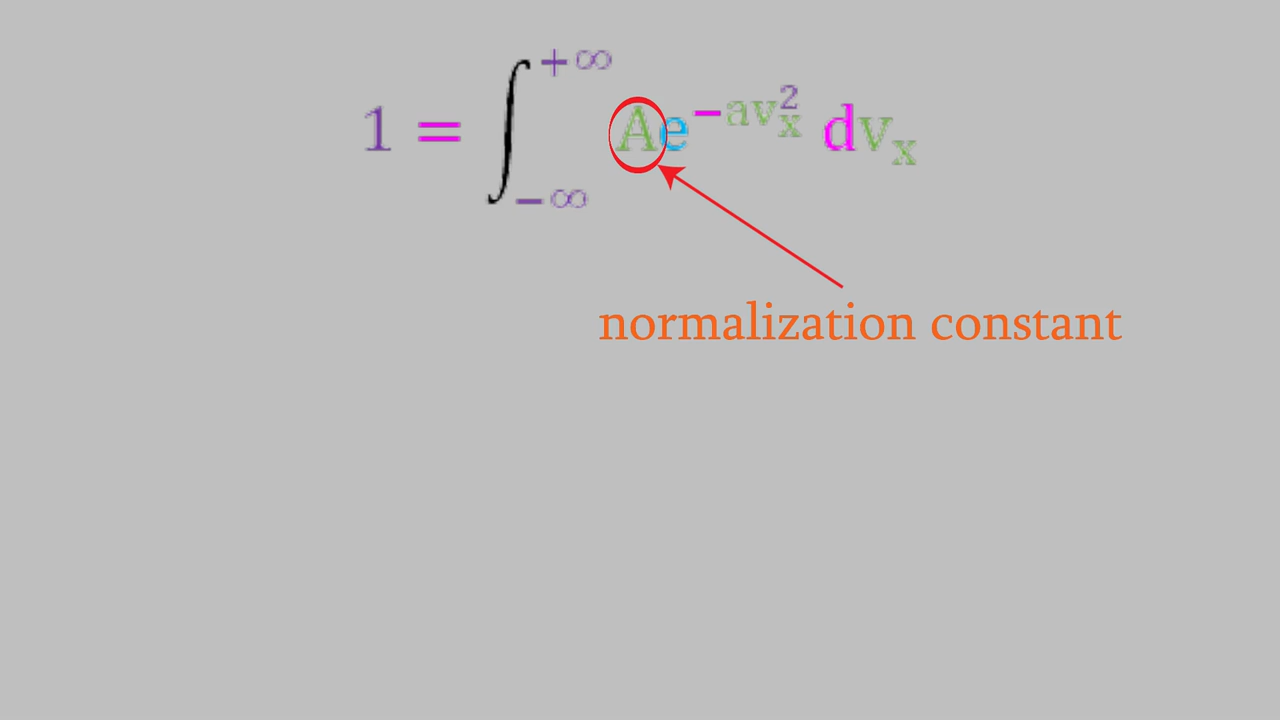 1 = ∫_{-∞}^{+∞} Ae^{-av_x^2} dv_x
normalization constant